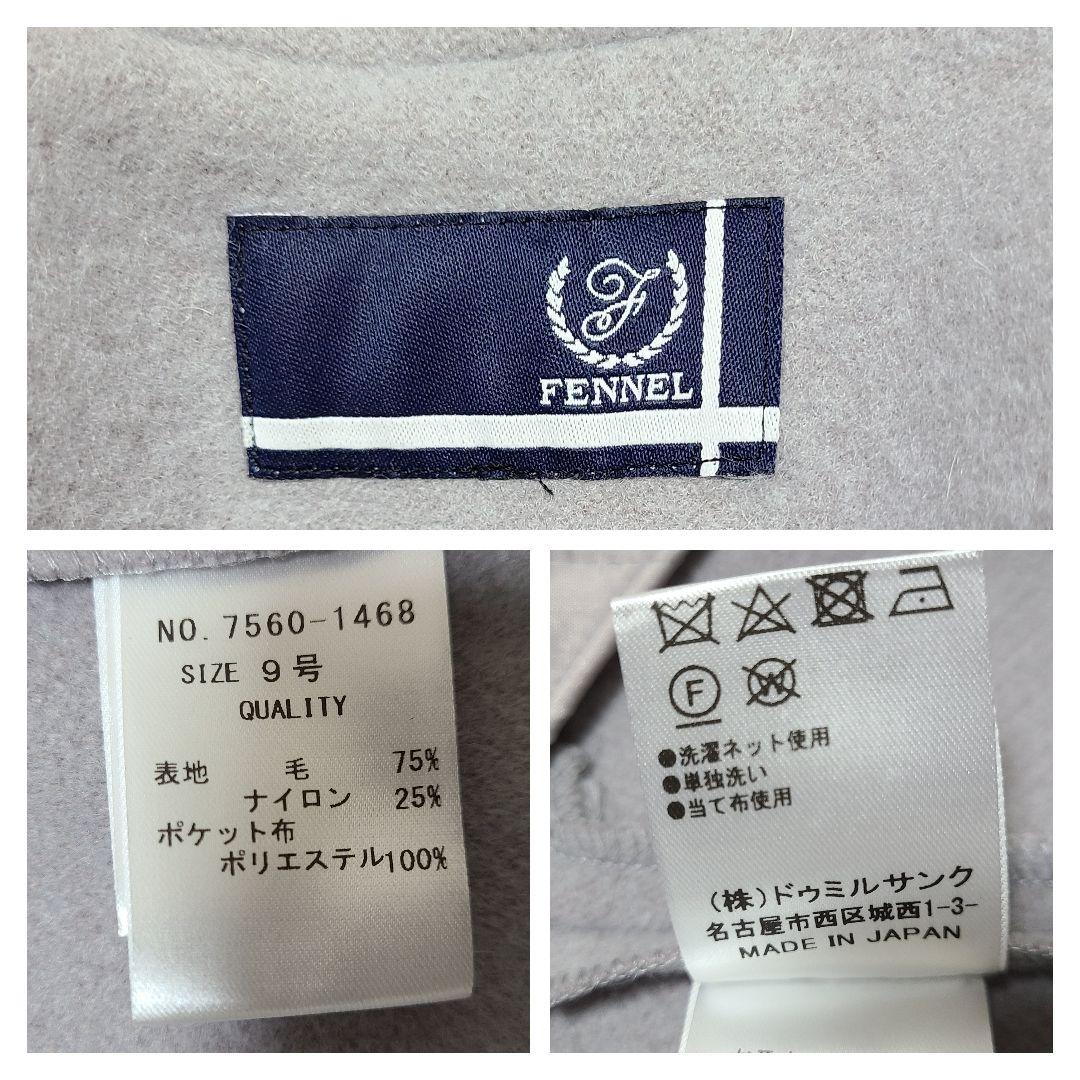 F
FENNEL
NO. 7560-1468
SIZE 9号
QUALITY
表地 毛 75%
ナイロン 25%
ポケット布
ポリエステル100%
F
W
●洗濯ネット使用
●単独洗い
●当て布使用
(株)ドゥミルサンク
名古屋市西区城西1-3-
MADE IN JAPAN